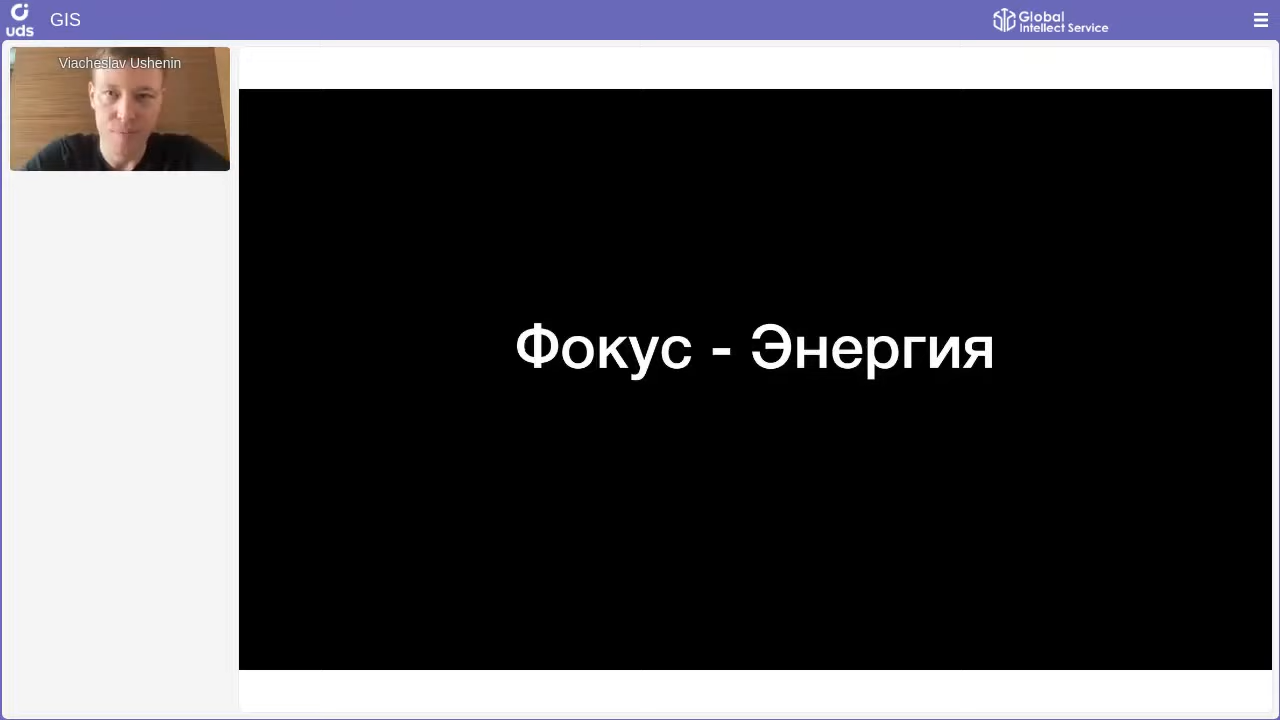 uds
GIS
Global
Intellect Service
Viacheslav Ushenin
Фокус - Энергия